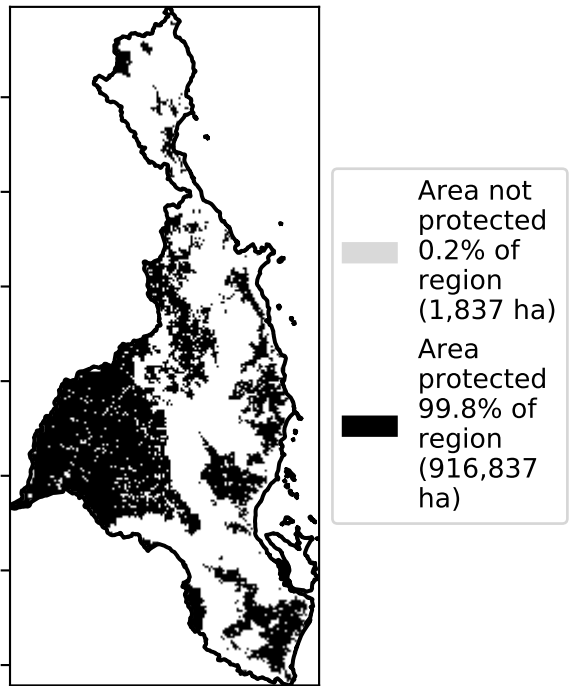 Area not
protected
0.2% of
region
(1,837 ha)
Area
protected
99.8% of
region
(916,837
ha)